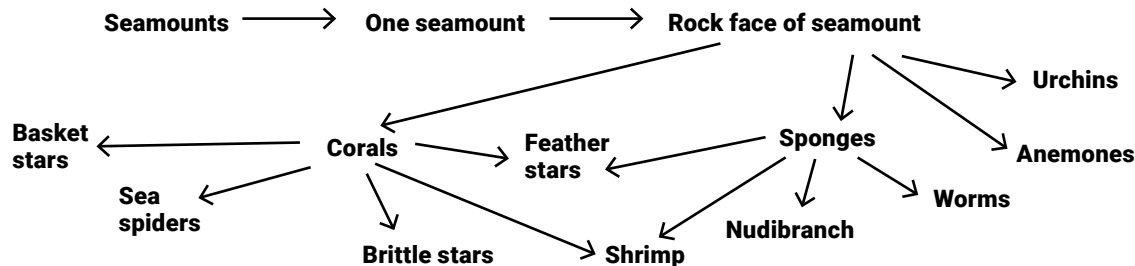 Seamounts
One seamount
Rock face of seamount
Urchins
Basket
stars
Corals
Feather
stars
Sponges
Anemones
Sea
spiders
Worms
Brittle stars
Shrimp
Nudibranch